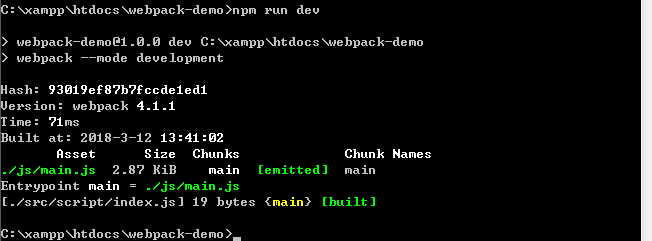 C:\xampp\htdocs\webpack-demo>npm run dev
> webpack-demo@1.0.0 dev C:\xampp\htdocs\webpack-demo
> webpack --mode development
Hash: 93019ef87b7fccde1ed1
Version: webpack 4.1.1
Time: 71ms
Built at: 2018-3-12 13:41:02
Asset Size Chunks Chunk Names
./js/main.js 2.87 KiB main [emitted] main
Entrypoint main = ./js/main.js
[./src/script/index.js] 19 bytes {main} [built]
C:\xampp\htdocs\webpack-demo>